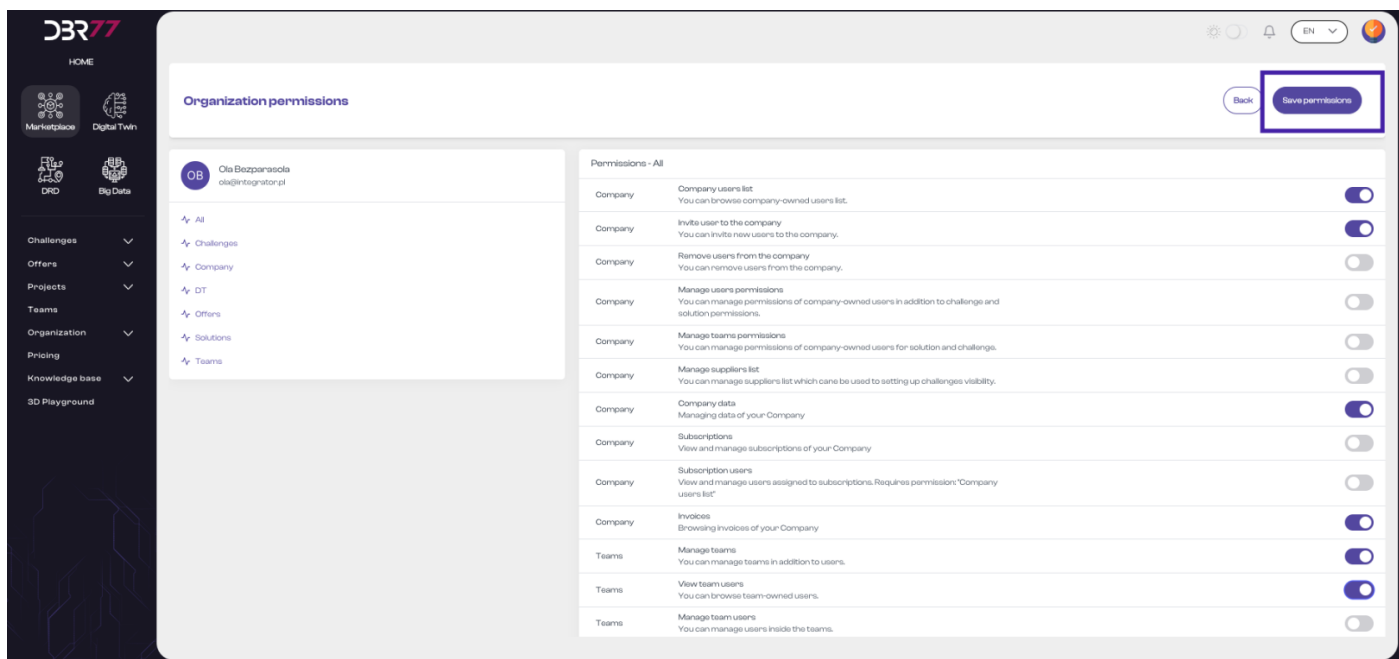 DBR77
HOME
Marketplace
Digital Twin
DRD
Big Data
Challenges
Offers
Projects
Teams
Organization
Pricing
Knowledge base
3D Playground
EN
Organization permissions
Back
Save permissions
OB
Ola Bezparasola
ola@integrator.pl
All
Challenges
Company
DT
Offers
Solutions
Teams
Permissions - All
Company
Company users list
You can browse company-owned users list.
Company
Invite user to the company
You can invite new users to the company.
Company
Remove users from the company
You can remove users from the company.
Company
Manage users permissions
You can manage permissions of company-owned users in addition to challenge and
solution permissions.
Company
Manage teams permissions
You can manage permissions of company-owned users for solution and challenge.
Company
Manage suppliers list
You can manage suppliers list which cane be used to setting up challenges visibility.
Company
Company data
Managing data of your Company
Company
Subscriptions
View and manage subscriptions of your Company
Company
Subscription users
View and manage users assigned to subscriptions. Requires permission: "Company
users list"
Company
Invoices
Browsing invoices of your Company
Teams
Manage teams
You can manage teams in addition to users.
Teams
View team users
You can browse team-owned users.
Teams
Manage team users
You can manage users inside the teams.